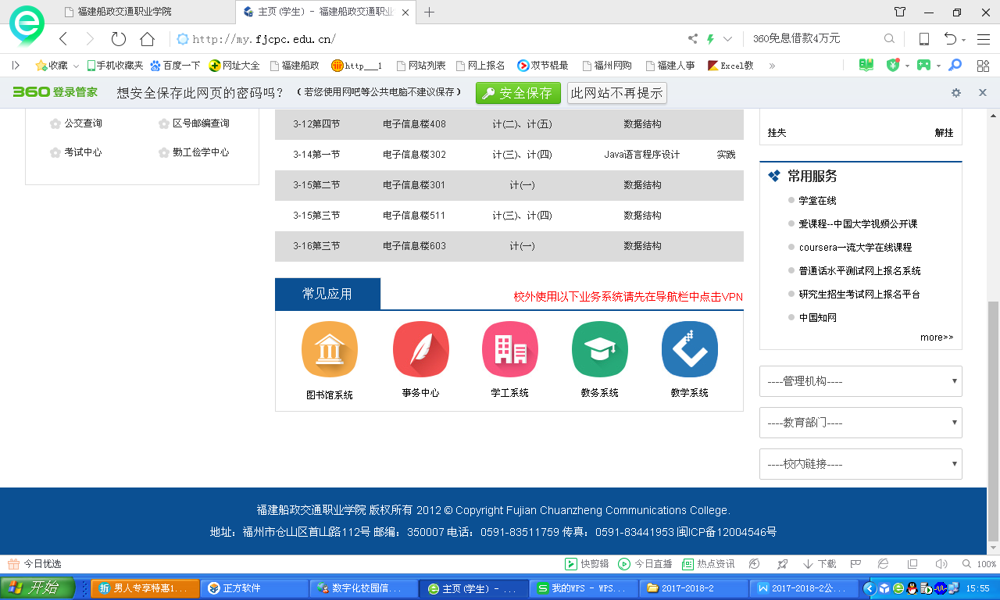 福建船政交通职业学院
主页(学生) - 福建船政交通职业
http://my.fjcpc.edu.cn/
360免息借款4万元
收藏 手机收藏夹 百度一下 网址大全 福建船政 http___1 网站列表 网上报名 双节梳最 福州网购 福建人事 Excel教 »
360登录管家 想安全保存此网页的密码吗? (若您使用网吧等公共电脑不建议保存) 安全保存 此网站不再提示
公交查询 区号邮编查询
考试中心 勤工俭学中心
3-12第四节 电子信息楼408 计(二)、计(五) 数据结构
3-14第一节 电子信息楼302 计(三)、计(四) Java语言程序设计 实践
3-15第二节 电子信息楼301 计(一) 数据结构
3-15第三节 电子信息楼511 计(三)、计(四) 数据结构
3-16第三节 电子信息楼603 计(一) 数据结构
常见应用
校外使用以下业务系统请先在导航栏中点击VPN
图书馆系统 事务中心 学工系统 教务系统 教学系统
挂失 解挂
常用服务
学堂在线
爱课程--中国大学视频公开课
coursera一流大学在线课程
普通话水平测试网上报名系统
研究生招生考试网上报名平台
中国知网
more>>
----管理机构----
----教育部门----
----校内链接----
福建船政交通职业学院 版权所有 2012 © Copyright Fujian Chuanzheng Communications College.
地址：福州市仓山区首山路112号 邮编：350007 电话：0591-83511759 传真：0591-83441953 闽ICP备12004546号
今日优选 快剪辑 今日直播 热点资讯 下载 100%
开始 折 男人专享特惠1... 正方软件 数字化校园信... 主页(学生) - ... 我的WPS - WPS... 2017-2018-2 2017-2018-2公... 15:55